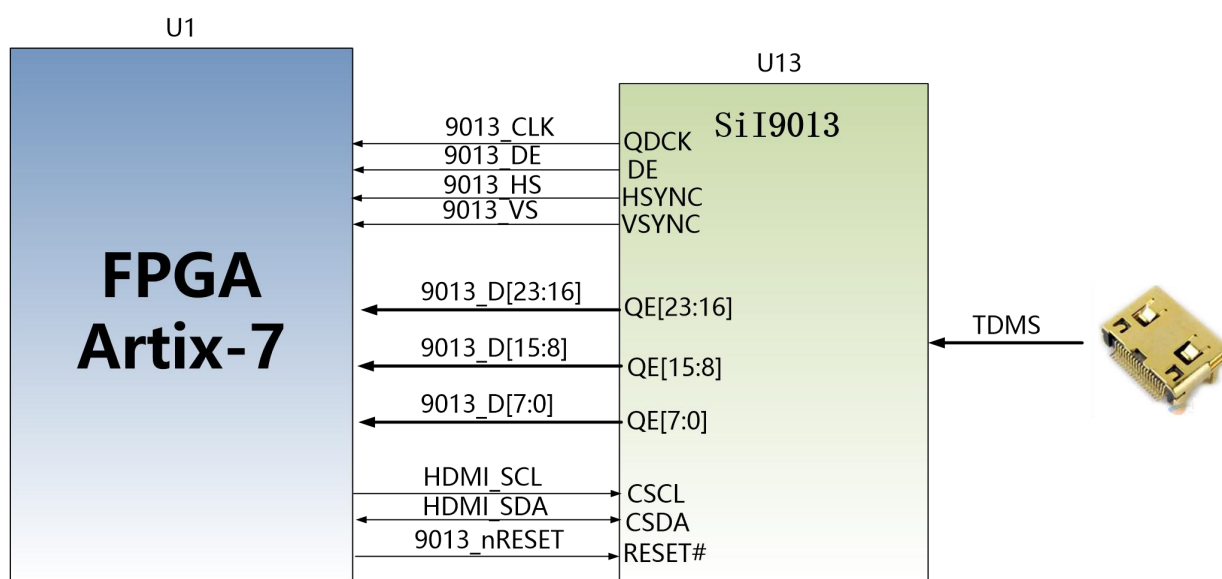 U1
U13
SiI9013
9013_CLK
QDCK
9013_DE
DE
9013_HS
HSYNC
9013_VS
VSYNC
FPGA
Artix-7
9013_D[23:16]
QE[23:16]
TDMS
9013_D[15:8]
QE[15:8]
9013_D[7:0]
QE[7:0]
HDMI_SCL
CSCL
HDMI_SDA
CSDA
9013_nRESET
RESET#